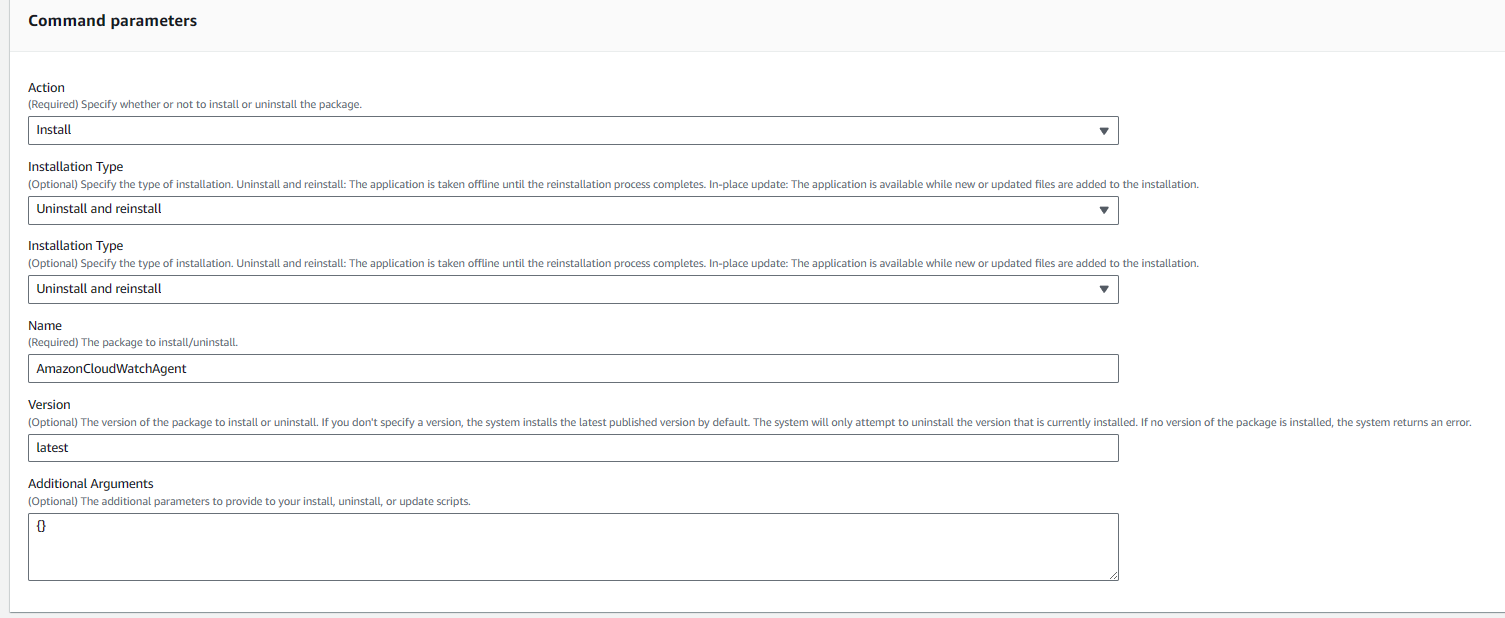 Command parameters
Action
(Required) Specify whether or not to install or uninstall the package.
Install
Installation Type
(Optional) Specify the type of installation. Uninstall and reinstall: The application is taken offline until the reinstallation process completes. In-place update: The application is available while new or updated files are added to the installation.
Uninstall and reinstall
Installation Type
(Optional) Specify the type of installation. Uninstall and reinstall: The application is taken offline until the reinstallation process completes. In-place update: The application is available while new or updated files are added to the installation.
Uninstall and reinstall
Name
(Required) The package to install/uninstall.
AmazonCloudWatchAgent
Version
(Optional) The version of the package to install or uninstall. If you don't specify a version, the system installs the latest published version by default. The system will only attempt to uninstall the version that is currently installed. If no version of the package is installed, the system returns an error.
latest
Additional Arguments
(Optional) The additional parameters to provide to your install, uninstall, or update scripts.
{}